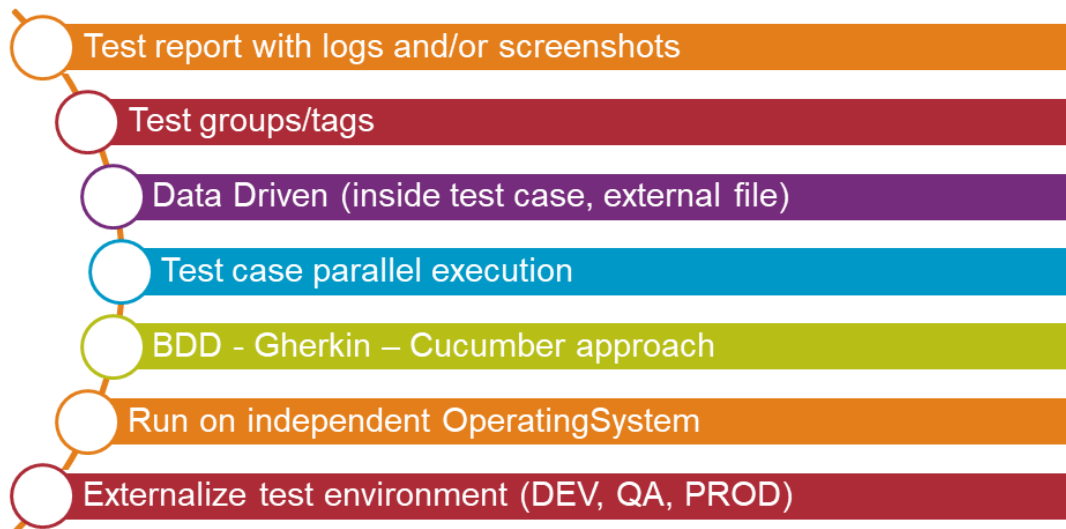 Test report with logs and/or screenshots
Test groups/tags
Data Driven (inside test case, external file)
Test case parallel execution
BDD - Gherkin – Cucumber approach
Run on independent OperatingSystem
Externalize test environment (DEV, QA, PROD)